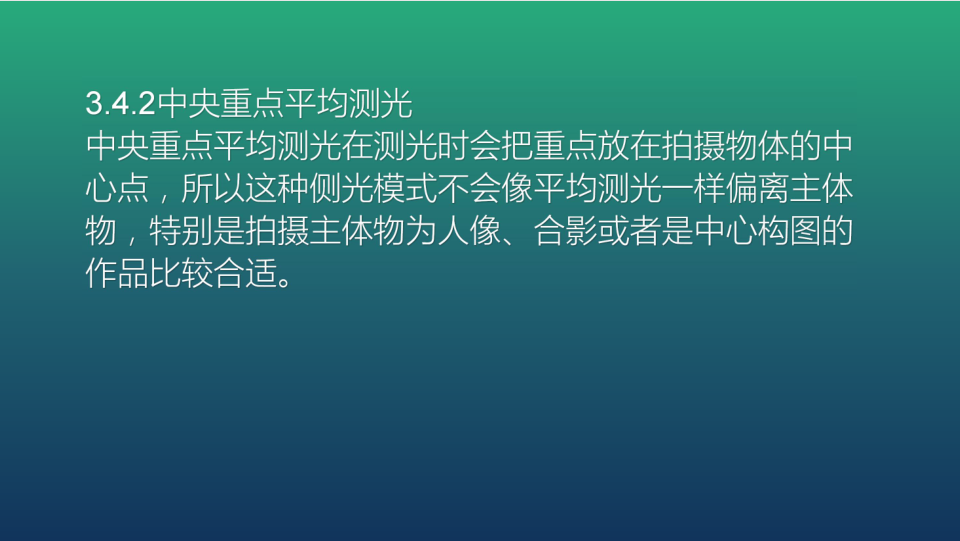 3.4.2中央重点平均测光
中央重点平均测光在测光时会把重点放在拍摄物体的中
心点，所以这种侧光模式不会像平均测光一样偏离主体
物，特别是拍摄主体物为人像、合影或者是中心构图的
作品比较合适。